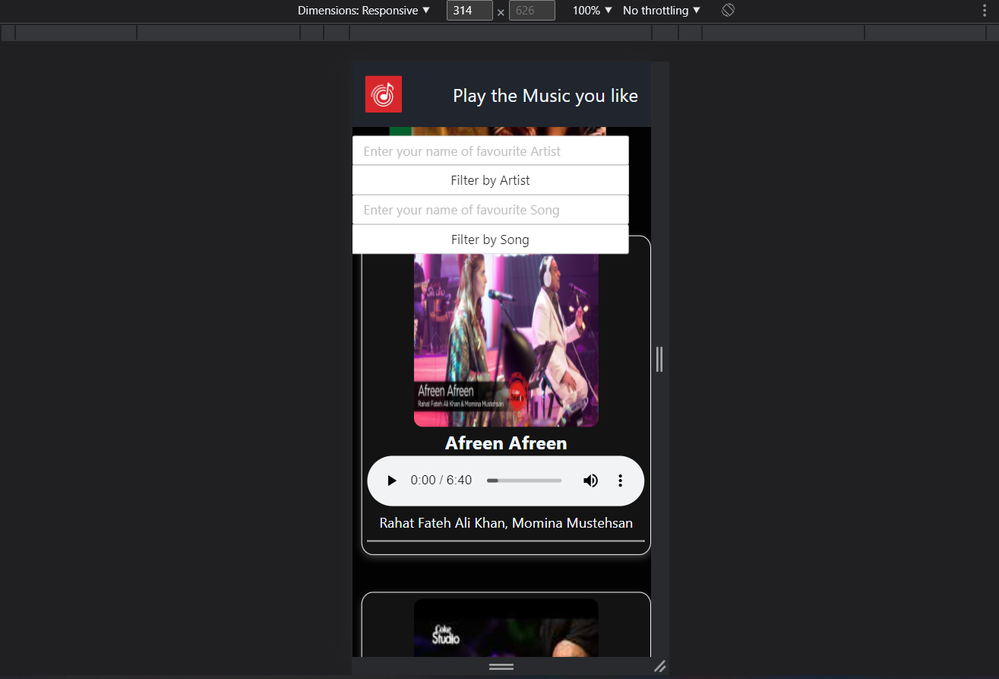 Dimensions: Responsive ▼ 314 × 626 100% ▼ No throttling ▼
Play the Music you like
Enter your name of favourite Artist
Filter by Artist
Enter your name of favourite Song
Filter by Song
Afreen Afreen
Rahat Fateh Ali Khan & Momina Mustehsan
Coke Studio
Afreen Afreen
0:00 / 6:40
Rahat Fateh Ali Khan, Momina Mustehsan
Coke
Studio